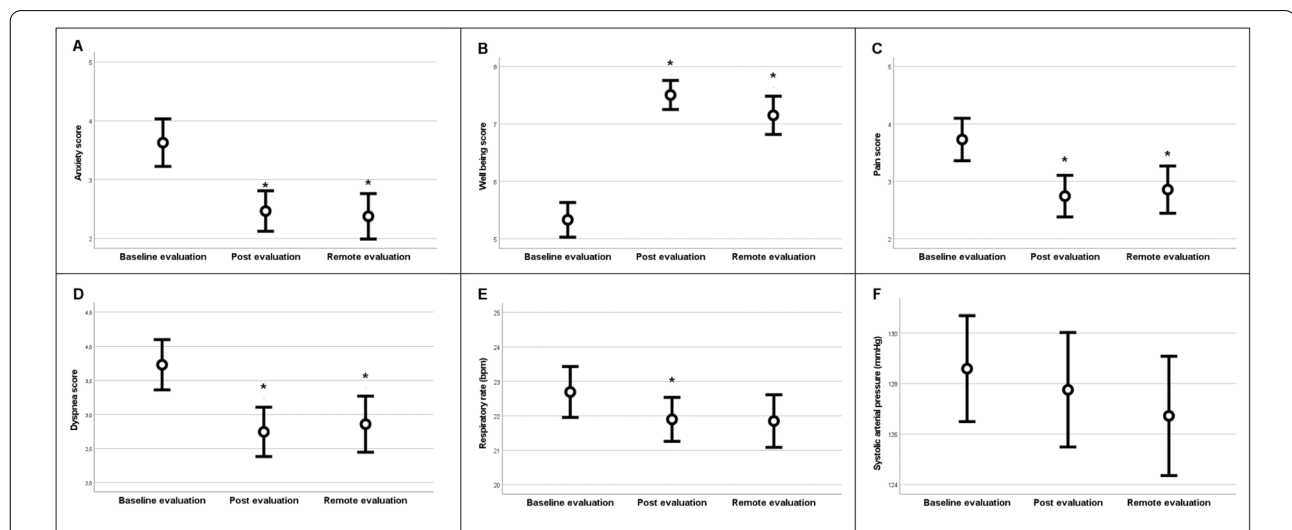 A
Anxiety score
5
4
3
2
*
*
Baseline evaluation Post evaluation Remote evaluation
B
Well being score
8
7
6
5
*
*
Baseline evaluation Post evaluation Remote evaluation
C
Pain score
5
4
3
2
*
*
Baseline evaluation Post evaluation Remote evaluation
D
Dyspnea score
4,5
4,0
3,5
3,0
2,5
2,0
*
*
Baseline evaluation Post evaluation Remote evaluation
E
Respiratory rate (bpm)
25
24
23
22
21
20
*
Baseline evaluation Post evaluation Remote evaluation
F
Systolic arterial pressure (mmHg)
130
128
126
124
Baseline evaluation Post evaluation Remote evaluation